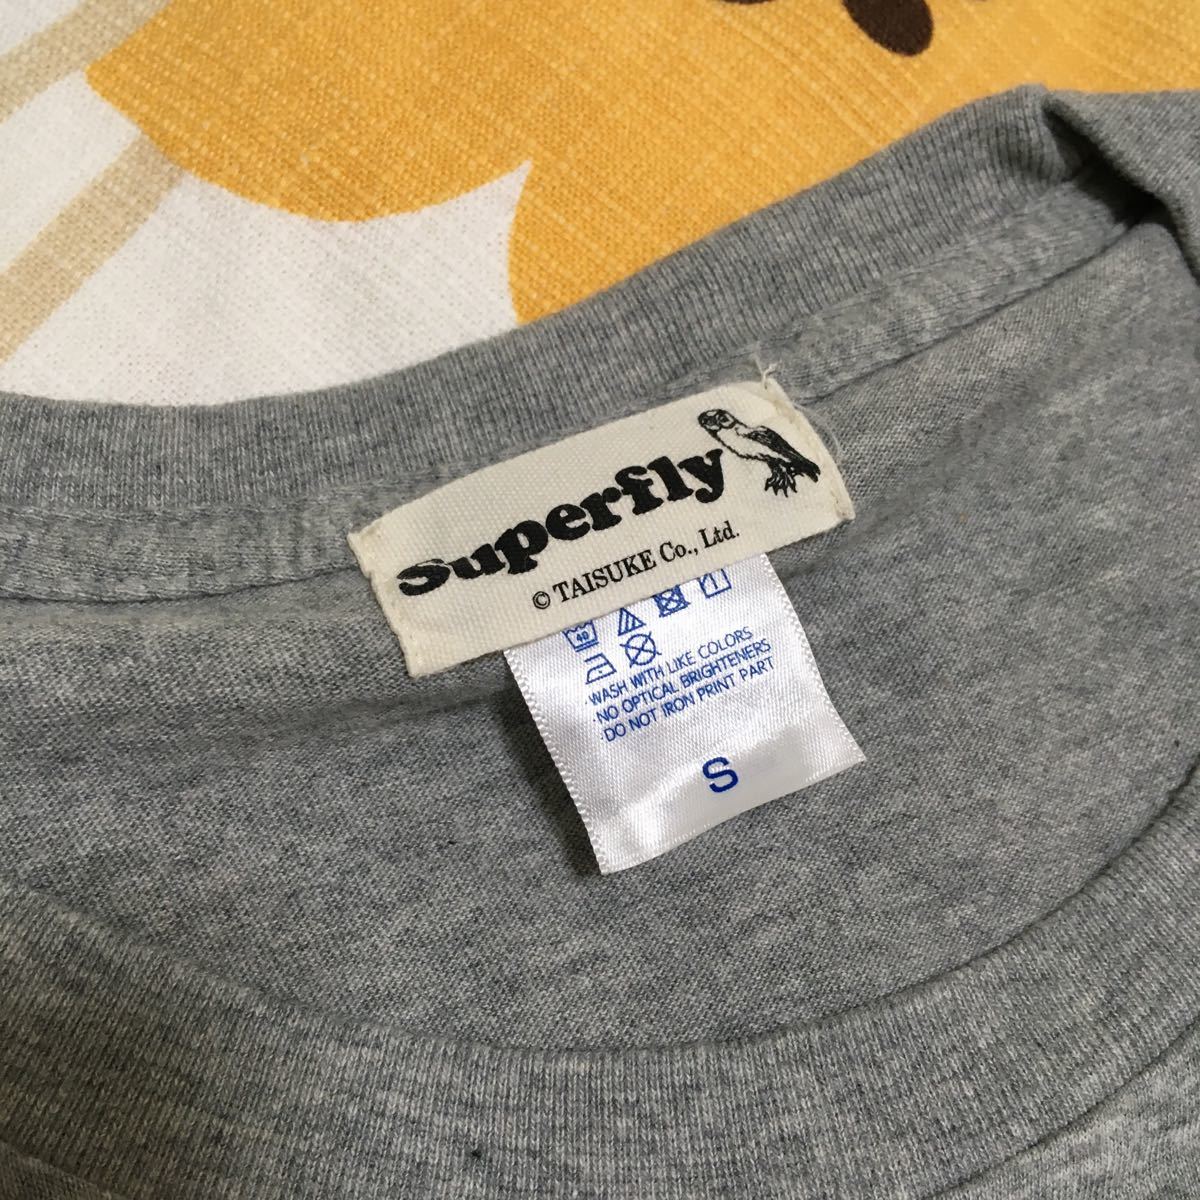 Superfly
© TAISUKE Co., Ltd.
40
·WASH WITH LIKE COLORS
·NO OPTICAL BRIGHTENERS
·DO NOT IRON PRINT PART
S